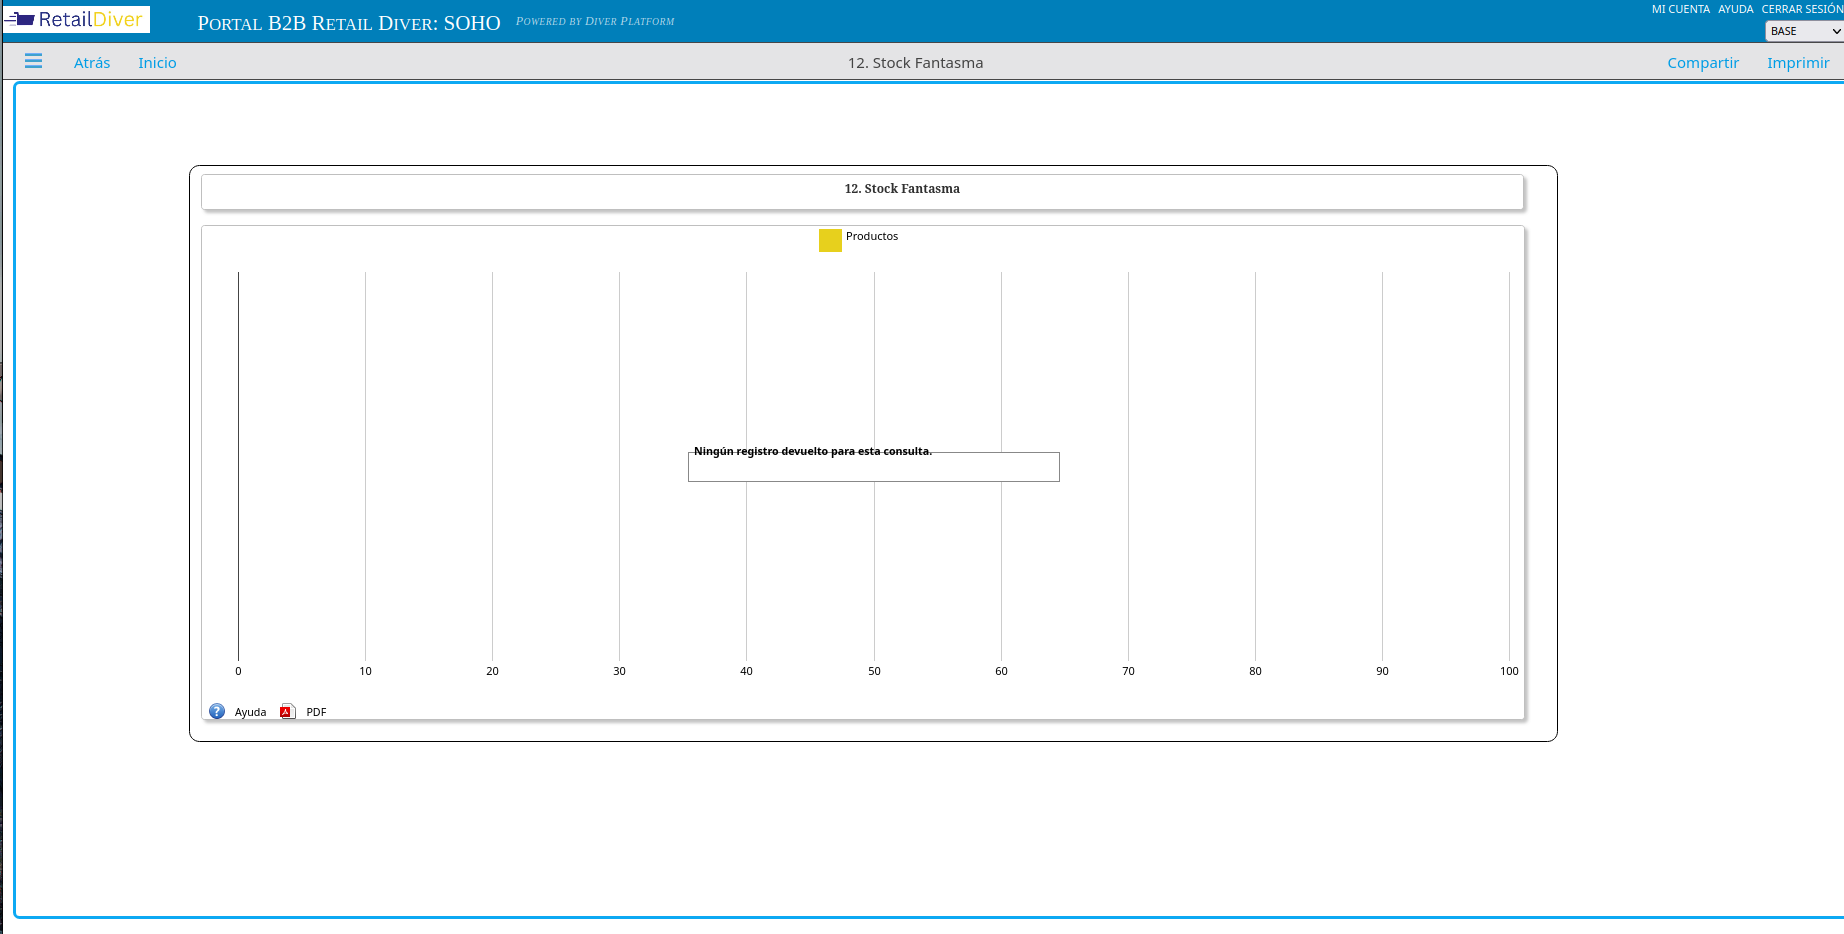 RetailDiver
PORTAL B2B RETAIL DIVER: SOHO
POWERED BY DIVER PLATFORM
MI CUENTA AYUDA CERRAR SESIÓN
BASE
Atrás Inicio
12. Stock Fantasma
Compartir Imprimir
12. Stock Fantasma
Productos
Ningún registro devuelto para esta consulta.
0 10 20 30 40 50 60 70 80 90 100
Ayuda PDF